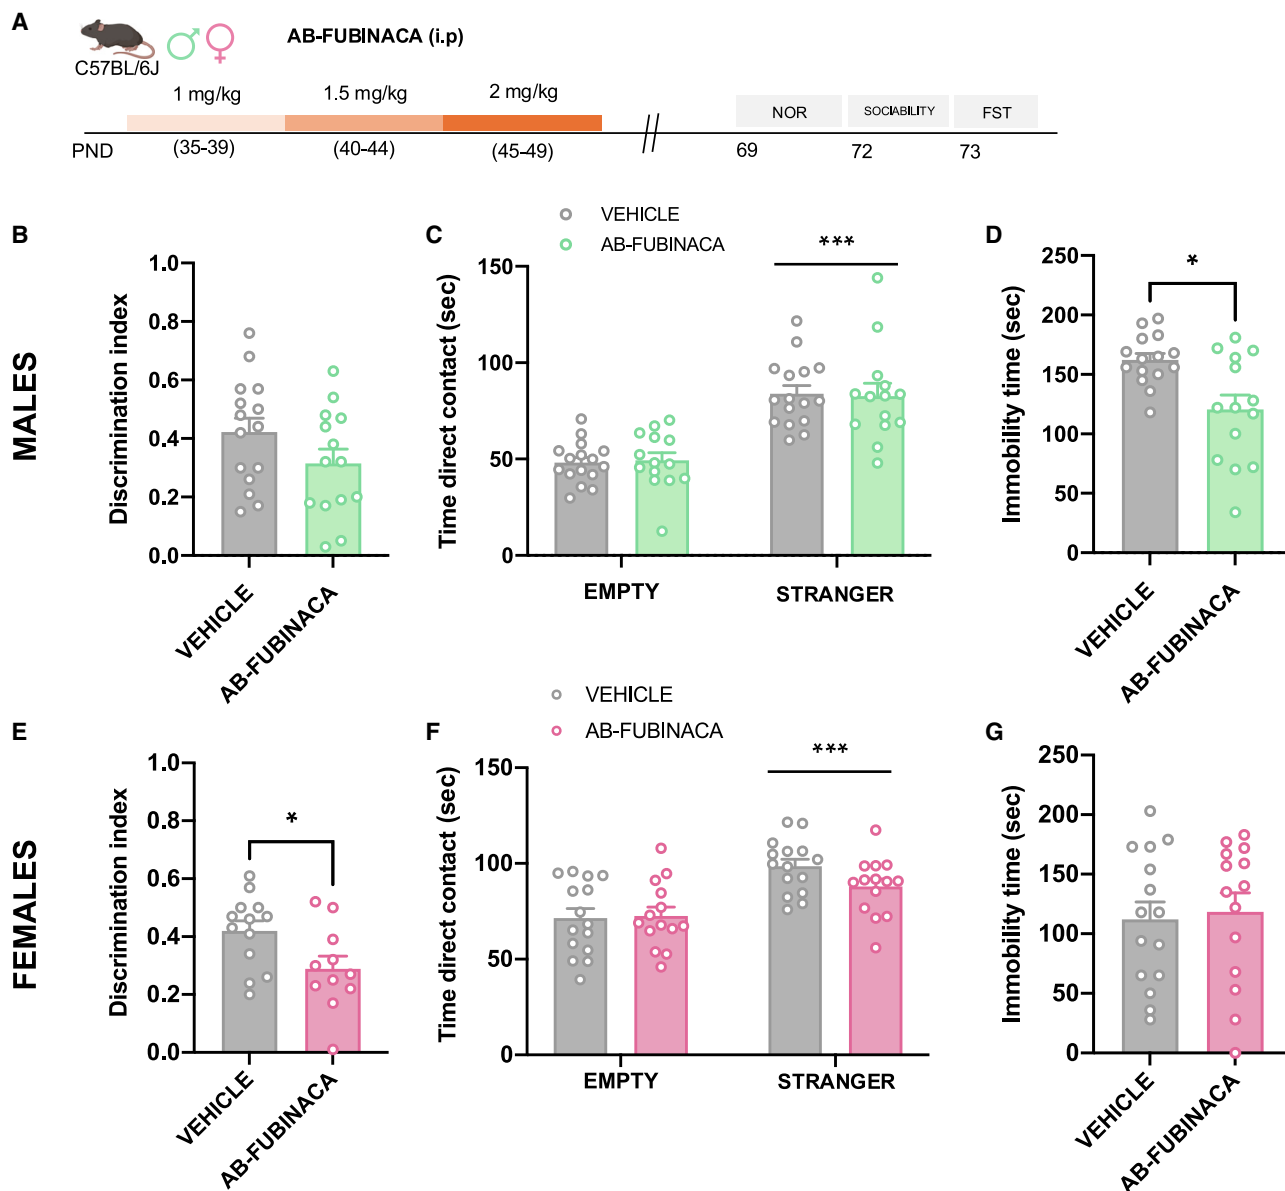 A
AB-FUBINACA (i.p)
C57BL/6J
1 mg/kg 1.5 mg/kg 2 mg/kg
NOR SOCIABILITY FST
PND (35-39) (40-44) (45-49) 69 72 73
MALES
B
Discrimination index
1.0
0.8
0.6
0.4
0.2
0.0
VEHICLE
AB-FUBINACA
C
VEHICLE
AB-FUBINACA
***
Time direct contact (sec)
150
100
50
0
EMPTY STRANGER
D
*
Immobility time (sec)
250
200
150
100
50
0
VEHICLE
AB-FUBINACA
FEMALES
E
*
Discrimination index
1.0
0.8
0.6
0.4
0.2
0.0
VEHICLE
AB-FUBINACA
F
VEHICLE
AB-FUBINACA
***
Time direct contact (sec)
150
100
50
0
EMPTY STRANGER
G
Immobility time (sec)
250
200
150
100
50
0
VEHICLE
AB-FUBINACA